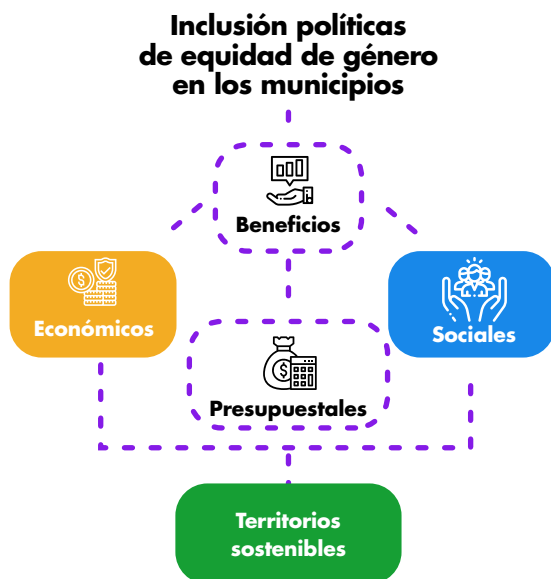 Inclusión políticas
de equidad de género
en los municipios
Beneficios
Económicos
Sociales
Presupuestales
Territorios
sostenibles